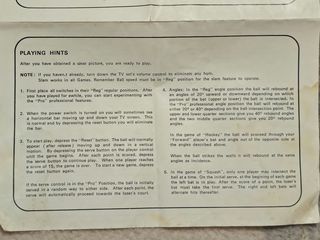 PLAYING HINTS
After you have obtained a clear picture, you are ready to play.
NOTE: If you haven't already, turn down the TV set's volume control to eliminate any hum.
Slam works in all Games. Remember Ball speed must be in "Reg" position for the slam feature to operate.
1. First place all switches in their "Reg" regular positions. After
you have played for awhile, you can start experimenting with
the "Pro" professional features.
2. When the power switch is turned on you will sometimes see
a horizontal bar moving up and down your TV screen. This
is normal and by depressing the reset button you will eliminate
the bar.
3. To start play, depress the "Reset" button. The ball will normally
appear (after release) moving up and down in a vertical
motion. By depressing the serve button on the player control
unit the game begins. After each point is scored, depress
the serve button to continue play. When one player reaches
a score of 15, the game is over. To start a new game, depress
the reset button again.
If the serve control is in the "Pro" Position, the ball is initially
served in a random way to either side. After each point, the
serve will automatically proceed towards the loser's court.
4. Angles: In the "Reg" angle position the ball will rebound at
an angles of 20° upward or downward depending on which
portion of the bat (upper or lower) the ball is intersected. In
the "Pro" professional angle position the ball will rebound at
either 20° or 40° depending on the bat intersection point. The
upper and lower quarter sections give you 40° rebound angles
and the two middle quarter sections give you 20° rebound
angles.
In the game of "Hockey" the ball will proceed through your
"Forward" player's bat and angle out of the opposite side at
the angles described above.
When the ball strikes the walls it will rebound at the same
angles as incidence.
5. In the game of "Squash", only one player may intersect the
ball at a time. On the initial serve, at the beginning of each game
the left bat is in play. After the score of a point, the loser's
bat must take the first serve. The right and left bats will
alternate hits thereafter.